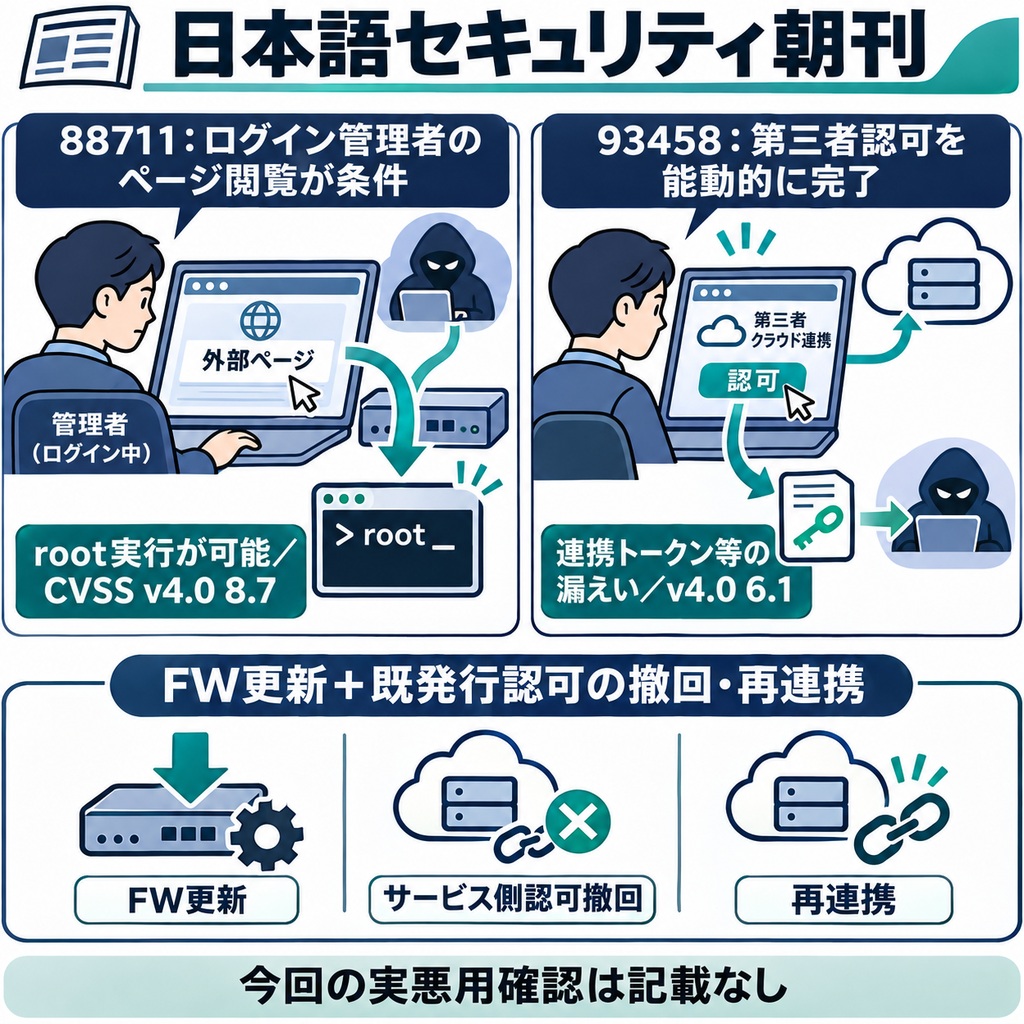 日本語セキュリティ朝刊
88711：ログイン管理者の
ページ閲覧が条件
外部ページ
管理者
（ログイン中）
> root _
root実行が可能／
CVSS v4.0 8.7
93458：第三者認可を
能動的に完了
第三者
クラウド連携
認可
連携トークン等の
漏えい／v4.0 6.1
FW更新＋既発行認可の撤回・再連携
FW更新
サービス側認可撤回
再連携
今回の実悪用確認は記載なし